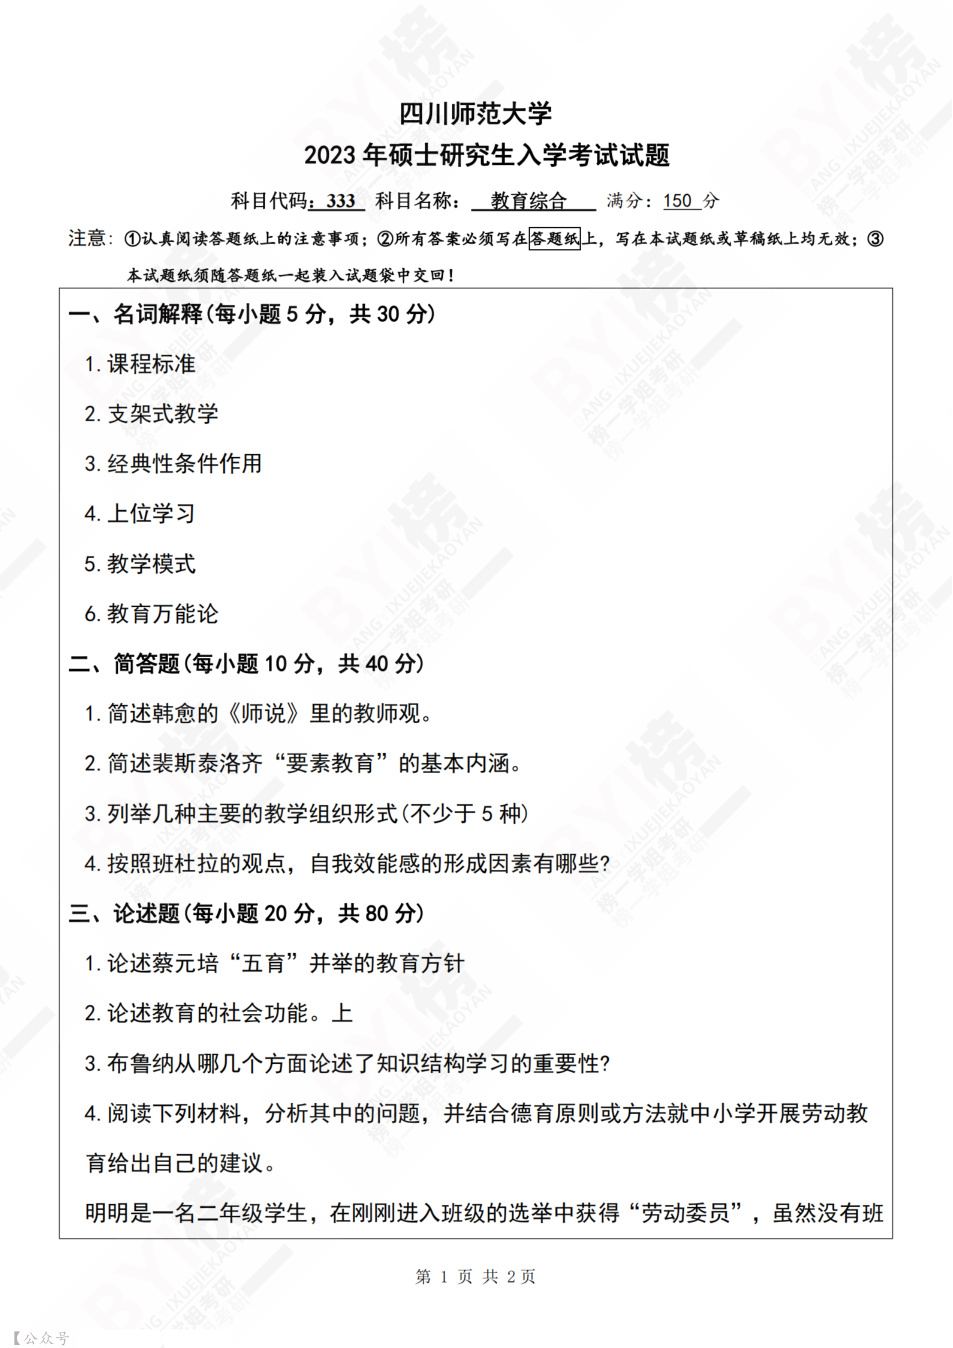 四川师范大学
2023 年硕士研究生入学考试试题
科目代码：333 科目名称： 教育综合 满分：150 分
注意：①认真阅读答题纸上的注意事项；②所有答案必须写在答题纸上，写在本试题纸或草稿纸上均无效；③
本试题纸须随答题纸一起装入试题袋中交回！
一、名词解释(每小题 5 分，共 30 分)
1.课程标准
2.支架式教学
3.经典性条件作用
4.上位学习
5.教学模式
6.教育万能论
二、简答题(每小题 10 分，共 40 分)
1.简述韩愈的《师说》里的教师观。
2.简述裴斯泰洛齐“要素教育”的基本内涵。
3.列举几种主要的教学组织形式(不少于 5 种)
4.按照班杜拉的观点，自我效能感的形成因素有哪些?
三、论述题(每小题 20 分，共 80 分)
1.论述蔡元培“五育”并举的教育方针
2.论述教育的社会功能。上
3.布鲁纳从哪几个方面论述了知识结构学习的重要性?
4.阅读下列材料，分析其中的问题，并结合德育原则或方法就中小学开展劳动教
育给出自己的建议。
明明是一名二年级学生，在刚刚进入班级的选举中获得“劳动委员”，虽然没有班
第 1 页 共 2页
【公众号